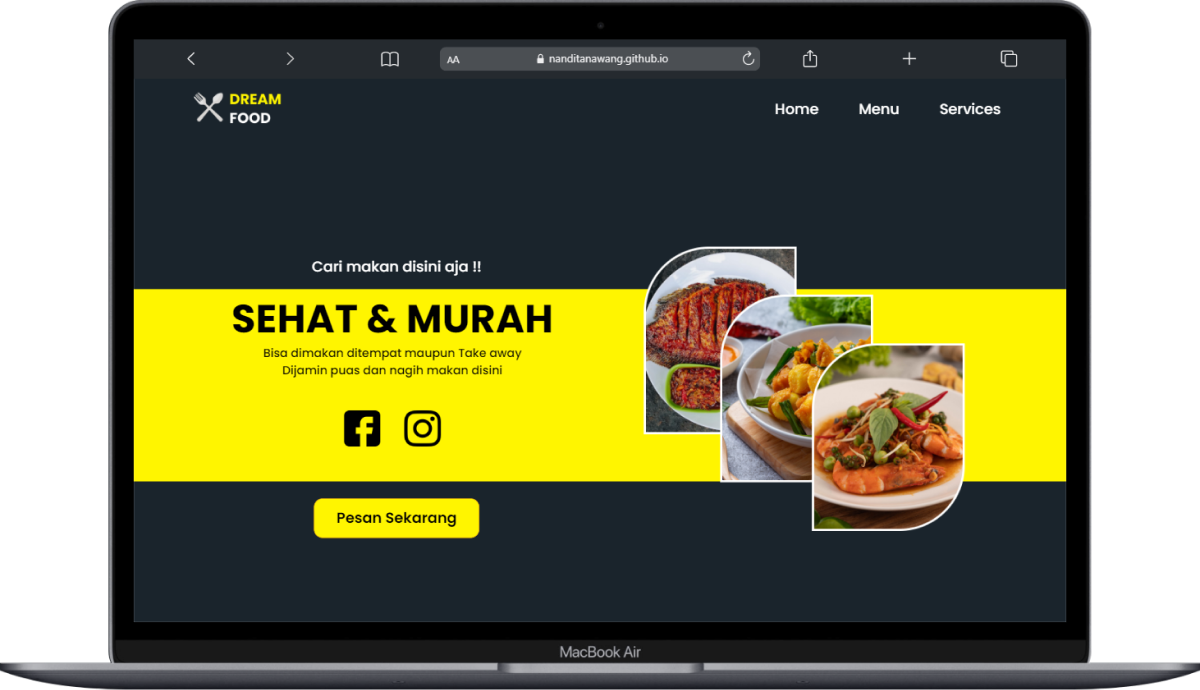 AA
nanditanawang.github.io
DREAM
FOOD
Home
Menu
Services
Cari makan disini aja !!
SEHAT & MURAH
Bisa dimakan ditempat maupun Take away
Dijamin puas dan nagih makan disini
Pesan Sekarang
MacBook Air